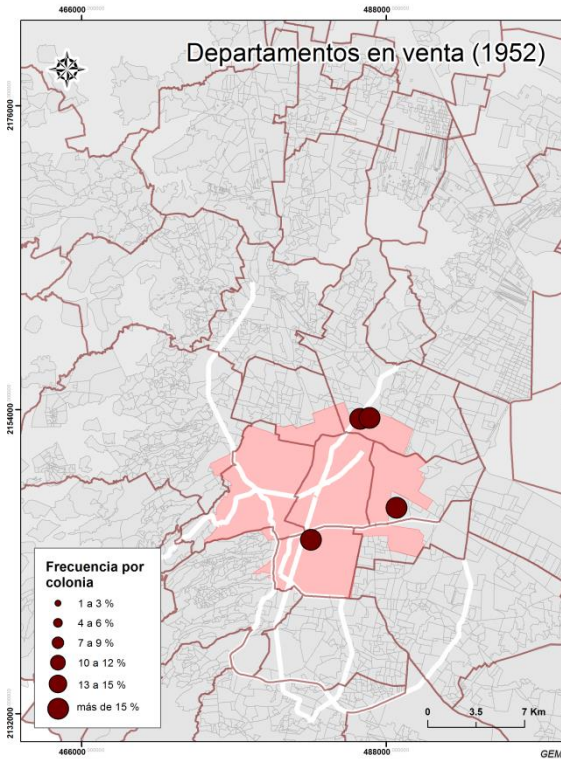 466000
488000
Departamentos en venta (1952)
2176000
2154000
2132000
Frecuencia por
colonia
1 a 3 %
4 a 6 %
7 a 9 %
10 a 12 %
13 a 15 %
más de 15 %
0 3.5 7 Km
466000
488000
GEM